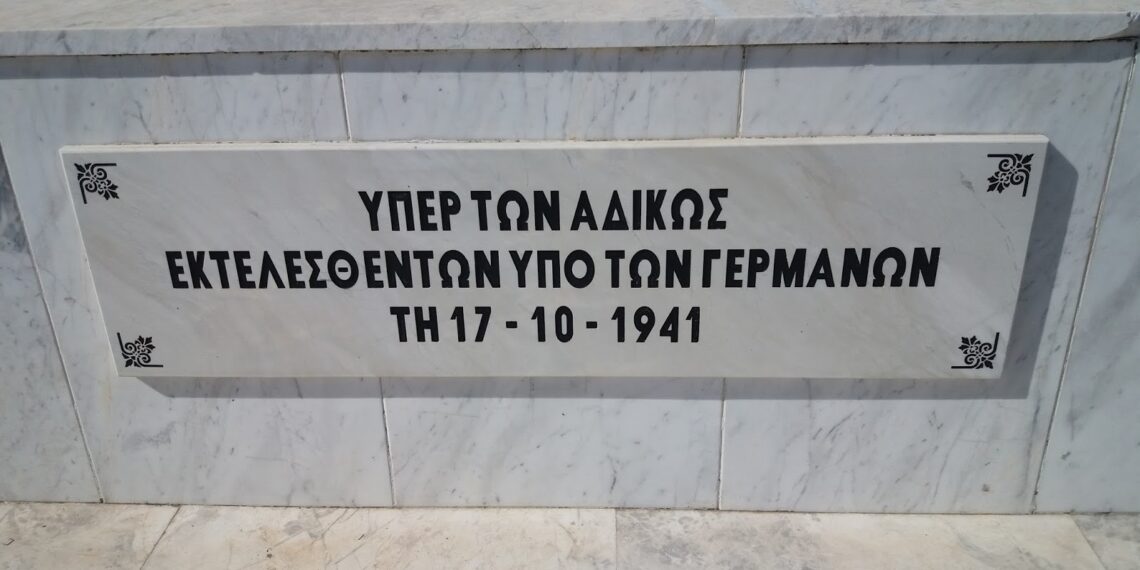 ΥΠΕΡ ΤΩΝ ΑΔΙΚΩΣ
ΕΚΤΕΛΕΣΘΕΝΤΩΝ ΥΠΟ ΤΩΝ ΓΕΡΜΑΝΩΝ
ΤΗ 17 - 10 - 1941